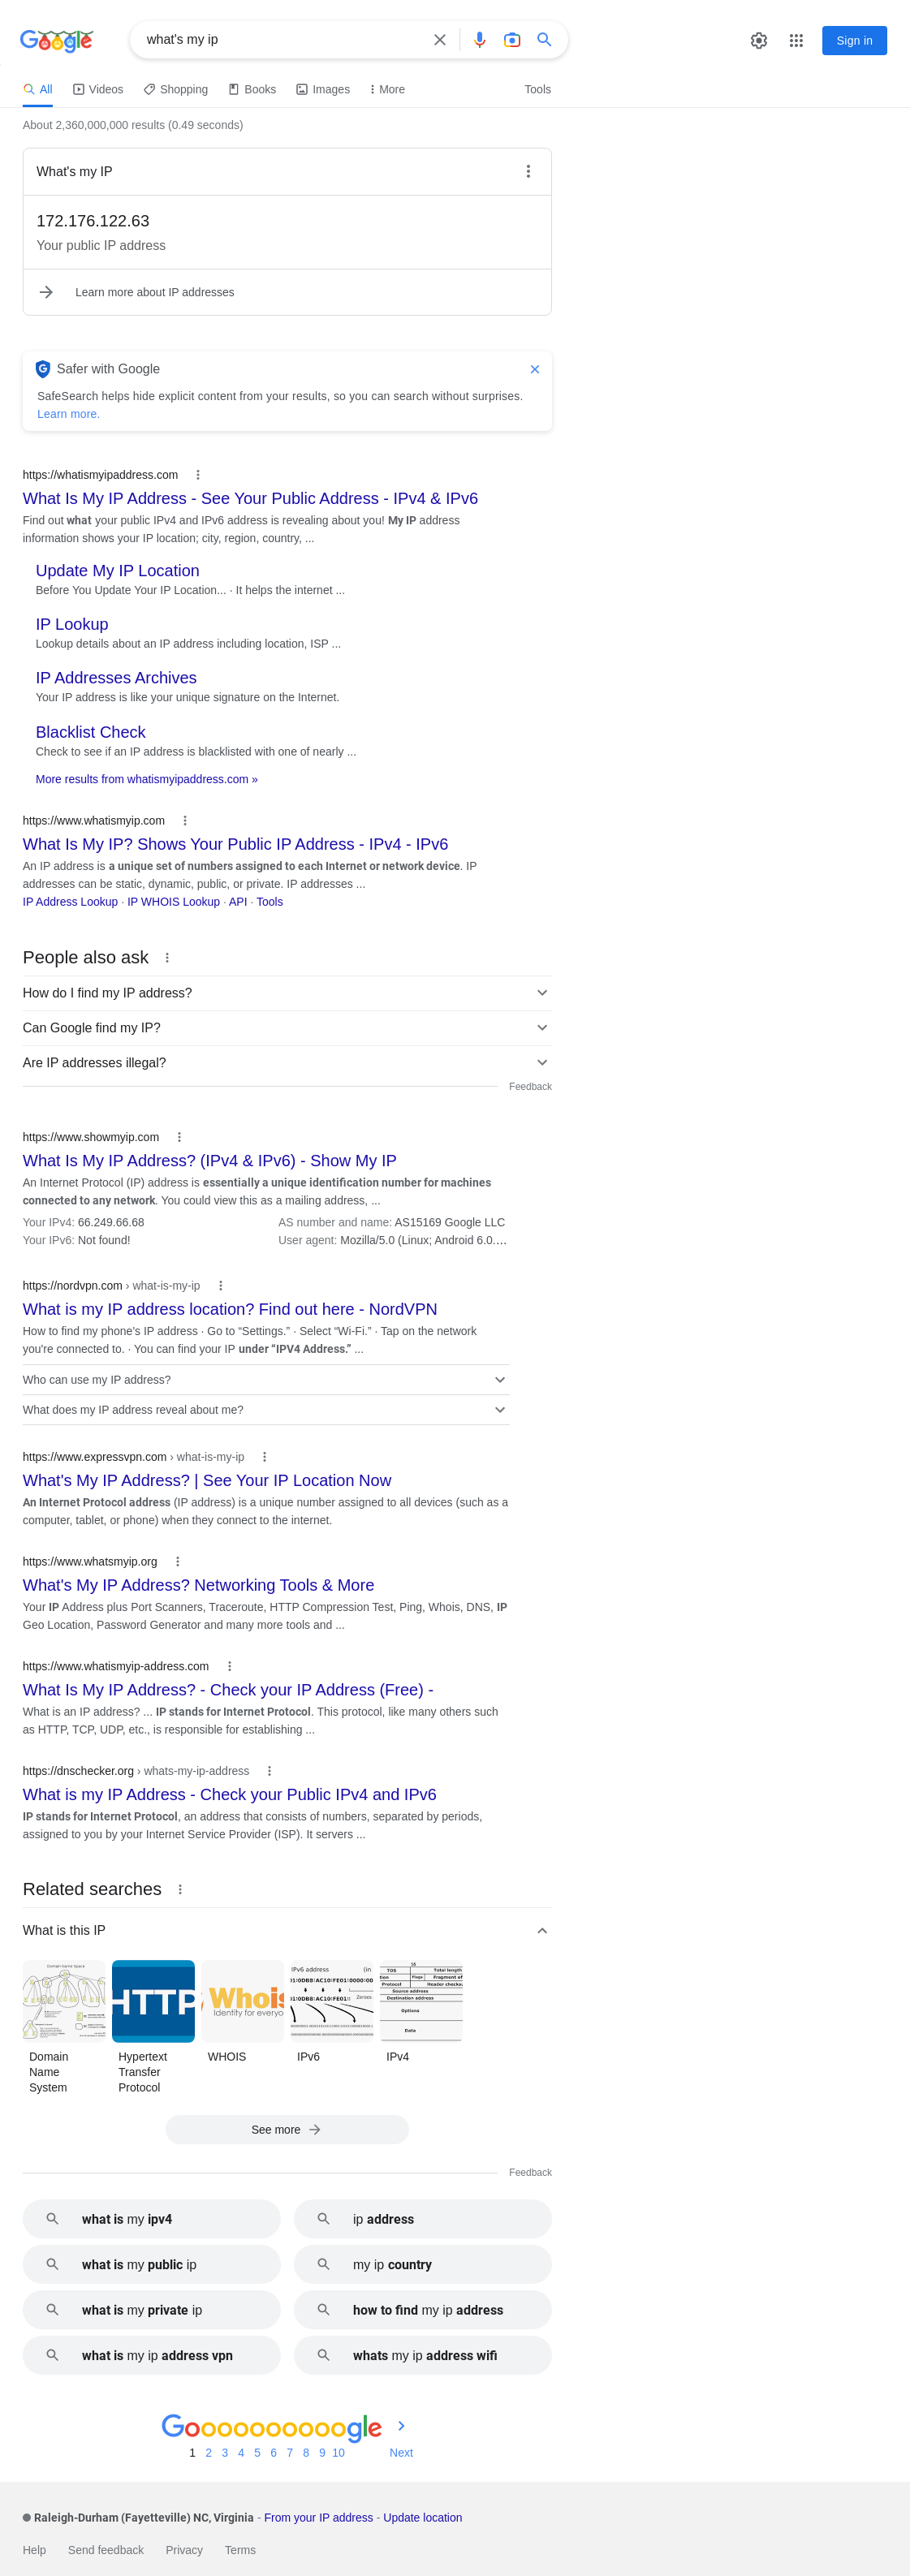 Google
what's my ip
Sign in
All Videos Shopping Books Images More Tools
About 2,360,000,000 results (0.49 seconds)
What's my IP
172.176.122.63
Your public IP address
Learn more about IP addresses
Safer with Google
SafeSearch helps hide explicit content from your results, so you can search without surprises.
Learn more.
https://whatismyipaddress.com
What Is My IP Address - See Your Public Address - IPv4 & IPv6
Find out what your public IPv4 and IPv6 address is revealing about you! My IP address
information shows your IP location; city, region, country, ...
Update My IP Location
Before You Update Your IP Location... · It helps the internet ...
IP Lookup
Lookup details about an IP address including location, ISP ...
IP Addresses Archives
Your IP address is like your unique signature on the Internet.
Blacklist Check
Check to see if an IP address is blacklisted with one of nearly ...
More results from whatismyipaddress.com »
https://www.whatismyip.com
What Is My IP? Shows Your Public IP Address - IPv4 - IPv6
An IP address is a unique set of numbers assigned to each Internet or network device. IP
addresses can be static, dynamic, public, or private. IP addresses ...
IP Address Lookup · IP WHOIS Lookup · API · Tools
People also ask
How do I find my IP address?
Can Google find my IP?
Are IP addresses illegal?
Feedback
https://www.showmyip.com
What Is My IP Address? (IPv4 & IPv6) - Show My IP
An Internet Protocol (IP) address is essentially a unique identification number for machines
connected to any network. You could view this as a mailing address, ...
Your IPv4: 66.249.66.68 AS number and name: AS15169 Google LLC
Your IPv6: Not found! User agent: Mozilla/5.0 (Linux; Android 6.0....
https://nordvpn.com › what-is-my-ip
What is my IP address location? Find out here - NordVPN
How to find my phone's IP address · Go to “Settings.” · Select “Wi-Fi.” · Tap on the network
you're connected to. · You can find your IP under “IPV4 Address.” ...
Who can use my IP address?
What does my IP address reveal about me?
https://www.expressvpn.com › what-is-my-ip
What's My IP Address? | See Your IP Location Now
An Internet Protocol address (IP address) is a unique number assigned to all devices (such as a
computer, tablet, or phone) when they connect to the internet.
https://www.whatsmyip.org
What's My IP Address? Networking Tools & More
Your IP Address plus Port Scanners, Traceroute, HTTP Compression Test, Ping, Whois, DNS, IP
Geo Location, Password Generator and many more tools and ...
https://www.whatismyip-address.com
What Is My IP Address? - Check your IP Address (Free) -
What is an IP address? ... IP stands for Internet Protocol. This protocol, like many others such
as HTTP, TCP, UDP, etc., is responsible for establishing ...
https://dnschecker.org › whats-my-ip-address
What is my IP Address - Check your Public IPv4 and IPv6
IP stands for Internet Protocol, an address that consists of numbers, separated by periods,
assigned to you by your Internet Service Provider (ISP). It servers ...
Related searches
What is this IP
Domain Name Space
HTTP
Whois
Identity for everyo
IPv6 address (in
Zeroes
16
TOS Total length
Flags Fragment of
Protocol Header checksu
Source address
Destination address
Options
Data
Domain Name System
Hypertext Transfer Protocol
WHOIS
IPv6
IPv4
See more
Feedback
what is my ipv4
ip address
what is my public ip
my ip country
what is my private ip
how to find my ip address
what is my ip address vpn
whats my ip address wifi
Goooooooooogle
1 2 3 4 5 6 7 8 9 10 Next
Raleigh-Durham (Fayetteville) NC, Virginia - From your IP address - Update location
Help Send feedback Privacy Terms